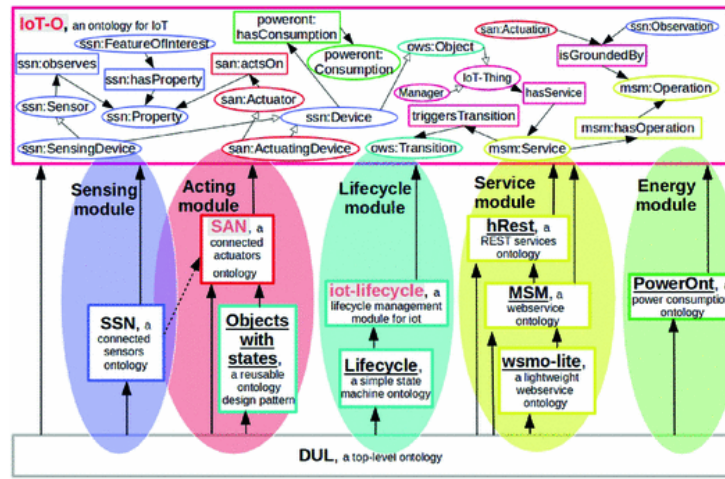 IoT-O, an ontology for IoT
ssn:FeatureOfInterest
ssn:observes
ssn:hasProperty
ssn:Sensor
ssn:Property
ssn:SensingDevice
poweront:
hasConsumption
poweront:
Consumption
san:actsOn
san:Actuator
ssn:Device
san:ActuatingDevice
ows:Object
IoT-Thing
Manager
hasService
triggersTransition
ows:Transition
msm:Service
san:Actuation
ssn:Observation
isGroundedBy
msm:Operation
msm:hasOperation
Sensing
module
Acting
module
Lifecycle
module
Service
module
Energy
module
SAN, a
connected
actuators
ontology
SSN, a
connected
sensors
ontology
Objects
with
states,
a reusable
ontology
design pattern
iot-lifecycle, a
lifecycle management
module for iot
Lifecycle,
a simple state
machine ontology
hRest, a
REST services
ontology
MSM, a
webservice
ontology
wsmo-lite,
a lightweight
webservice
ontology
PowerOnt, a
power consumption
ontology
DUL, a top-level ontology